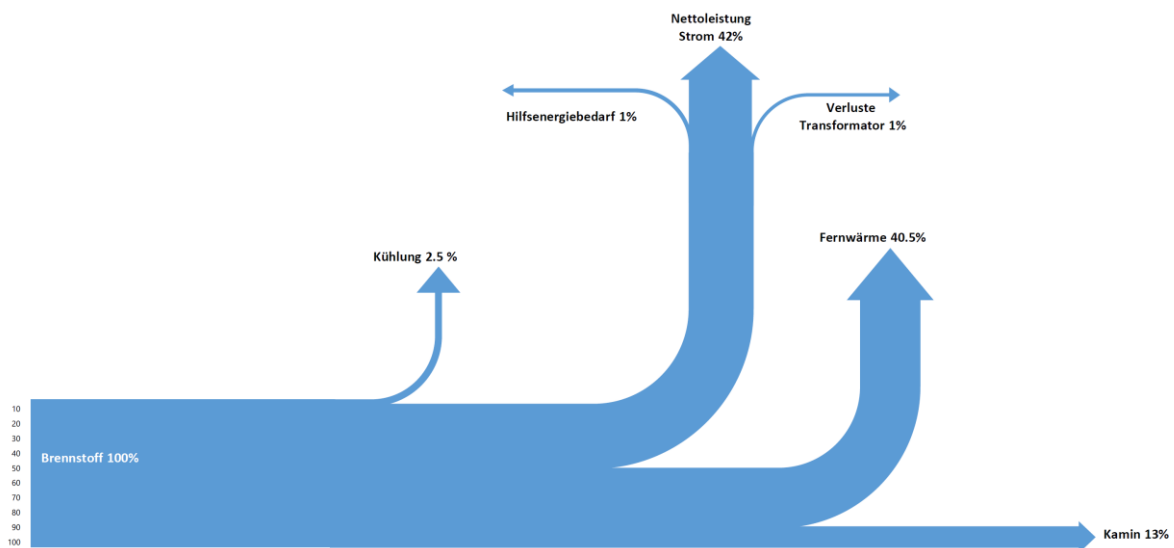 Nettoleistung
Strom 42%
Hilfsenergiebedarf 1%
Verluste
Transformator 1%
Fernwärme 40.5%
Kühlung 2.5 %
10
20
30
40
Brennstoff 100%
50
60
70
80
90
100
Kamin 13%